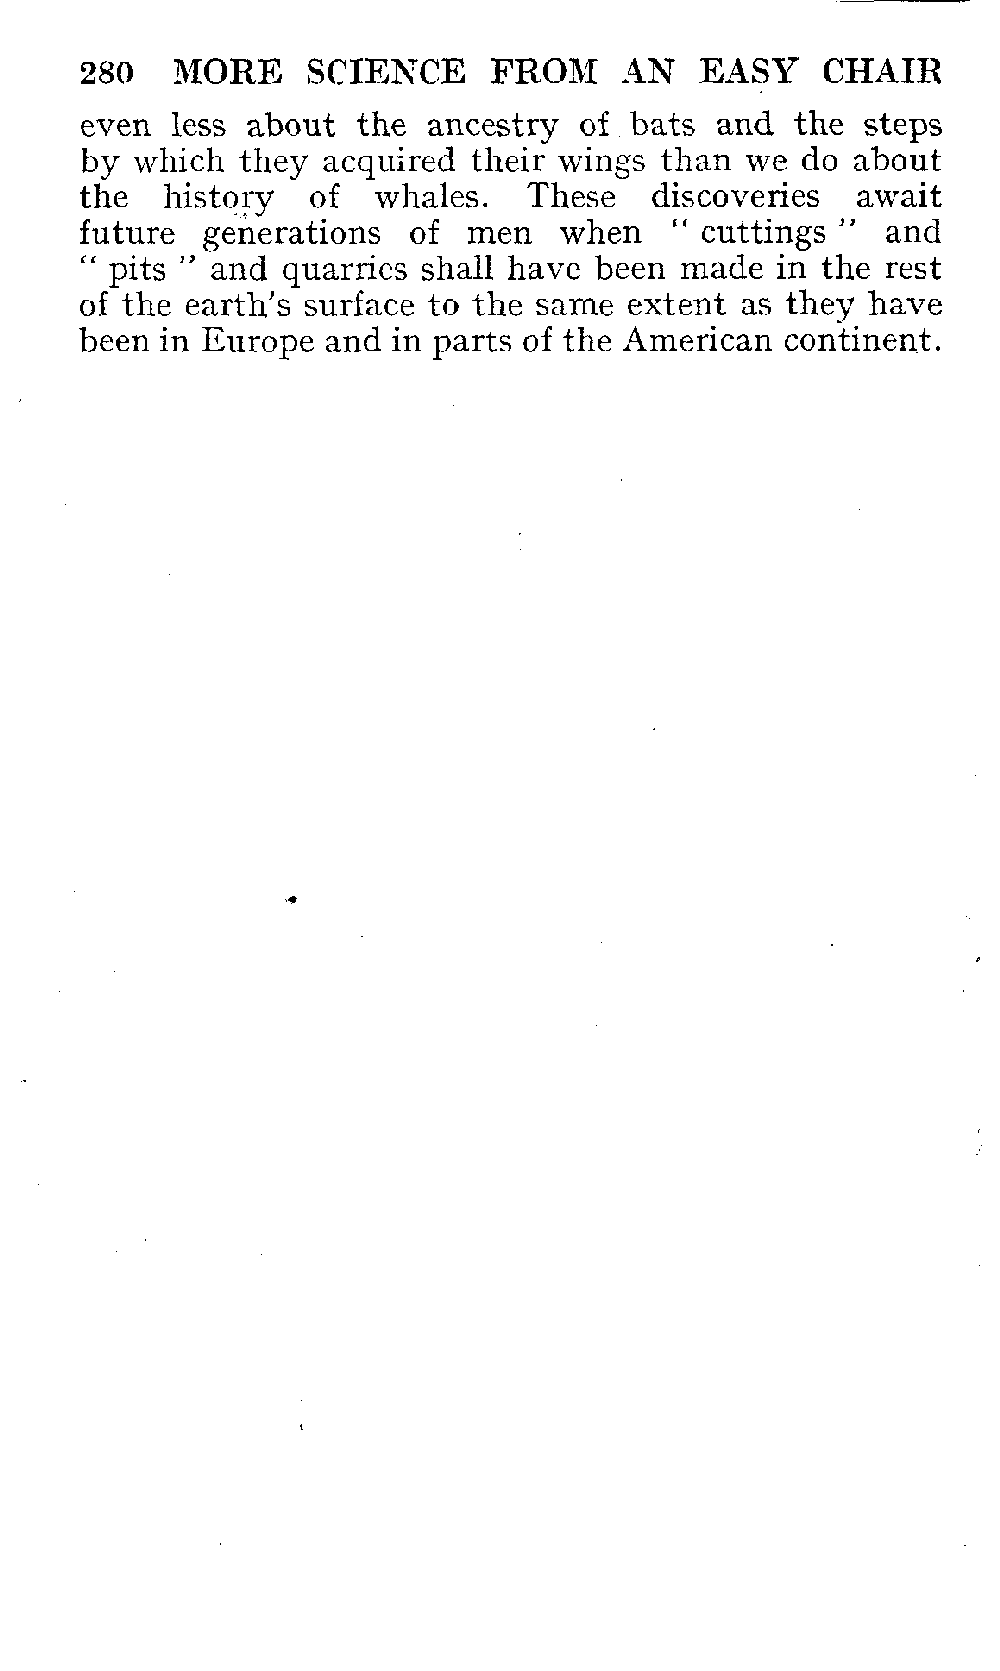 280 MORE SCIENCE FROM AN EASY CHAIR
even less about the ancestry of bats and the steps
by which they acquired their wings than we do about
the history of whales. These discoveries await
future generations of men when “ cuttings ” and
“ pits ” and quarries shall have been made in the rest
of the earth's surface to the same extent as they have
been in Europe and in parts of the American continent.